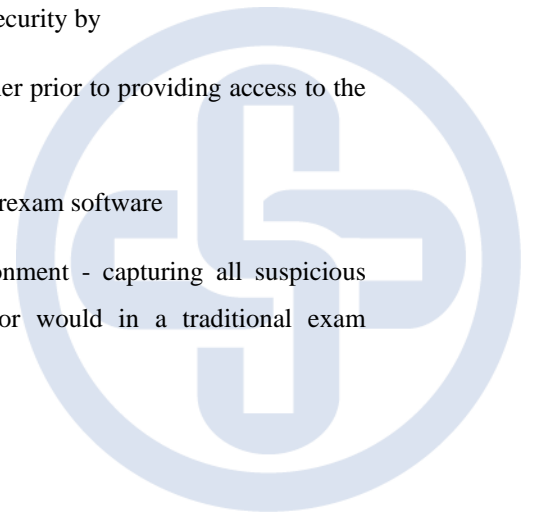 ecurity by
er prior to providing access to the
rexam software
onment - capturing all suspicious
or would in a traditional exam